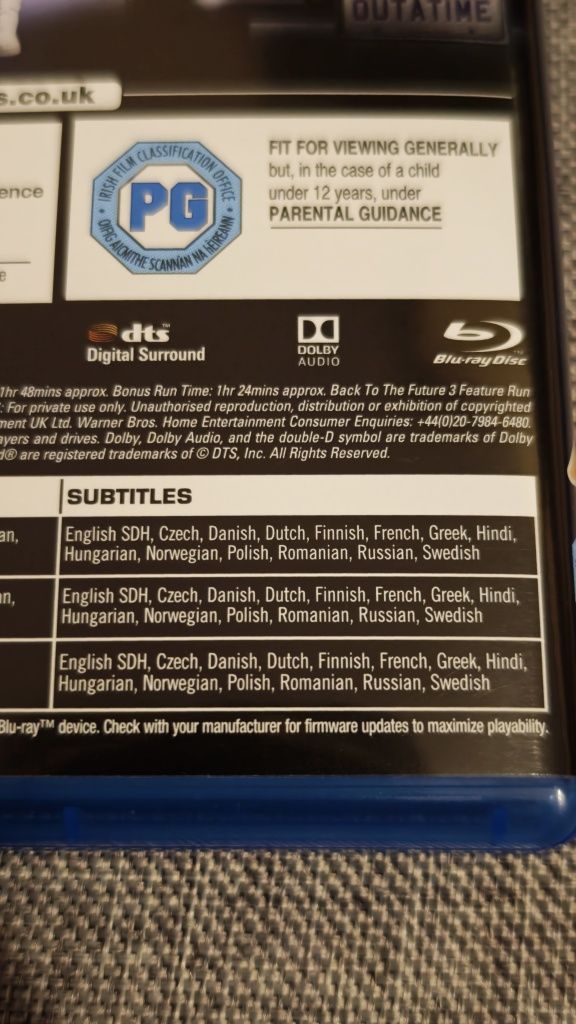 OUTATIME
s.co.uk
ence
e
IRISH FILM CLASSIFICATION OFFICE
PG
OIFIG AICMITHE SCANNÁN NA hÉIREANN
FIT FOR VIEWING GENERALLY
but, in the case of a child
under 12 years, under
PARENTAL GUIDANCE
dts™
Digital Surround
DOLBY
AUDIO
Blu-ray Disc™
1hr 48mins approx. Bonus Run Time: 1hr 24mins approx. Back To The Future 3 Feature Run
: For private use only. Unauthorised reproduction, distribution or exhibition of copyrighted
ment UK Ltd. Warner Bros. Home Entertainment Consumer Enquiries: +44(0)20-7984-6480.
ayers and drives. Dolby, Dolby Audio, and the double-D symbol are trademarks of Dolby
d® are registered trademarks of © DTS, Inc. All Rights Reserved.
SUBTITLES
an,
English SDH, Czech, Danish, Dutch, Finnish, French, Greek, Hindi,
Hungarian, Norwegian, Polish, Romanian, Russian, Swedish
n,
English SDH, Czech, Danish, Dutch, Finnish, French, Greek, Hindi,
Hungarian, Norwegian, Polish, Romanian, Russian, Swedish
English SDH, Czech, Danish, Dutch, Finnish, French, Greek, Hindi,
Hungarian, Norwegian, Polish, Romanian, Russian, Swedish
Blu-ray™ device. Check with your manufacturer for firmware updates to maximize playability.